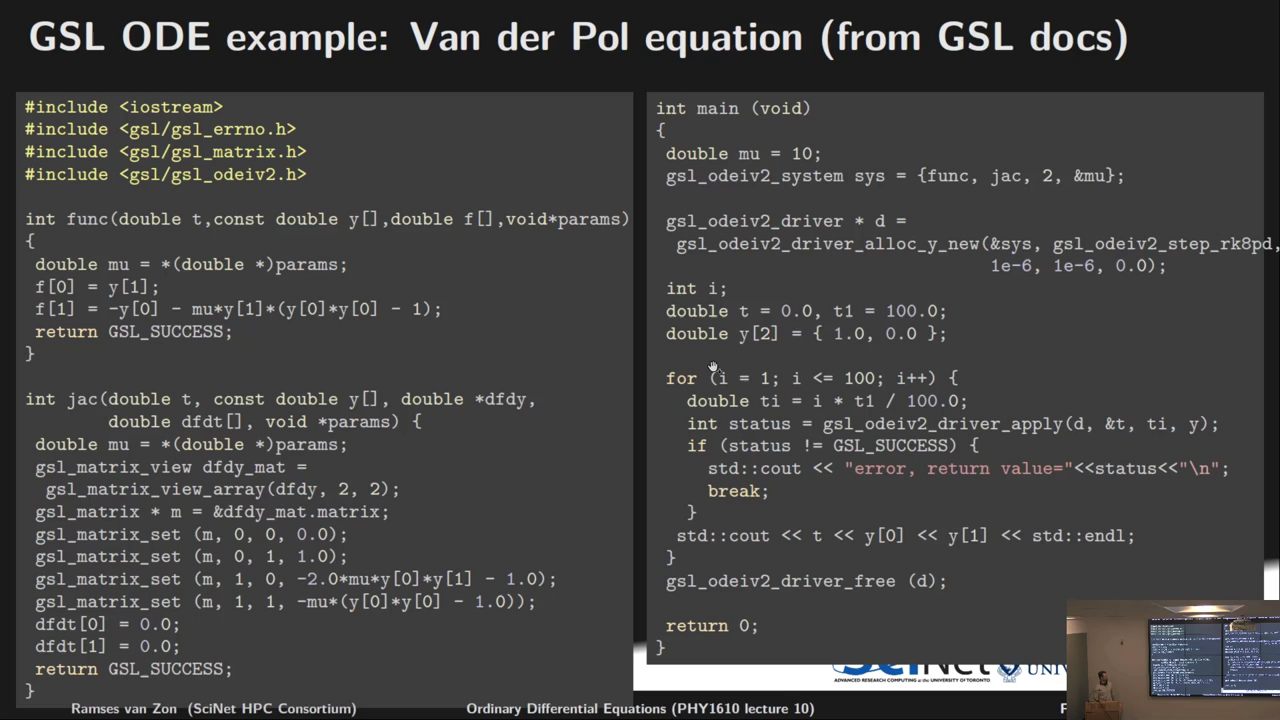 GSL ODE example: Van der Pol equation (from GSL docs)
#include <iostream>
#include <gsl/gsl_errno.h>
#include <gsl/gsl_matrix.h>
#include <gsl/gsl_odeiv2.h>
int func(double t,const double y[],double f[],void*params)
{
double mu = *(double *)params;
f[0] = y[1];
f[1] = -y[0] - mu*y[1]*(y[0]*y[0] - 1);
return GSL_SUCCESS;
}
int jac(double t, const double y[], double *dfdy,
double dfdt[], void *params) {
double mu = *(double *)params;
gsl_matrix_view dfdy_mat =
gsl_matrix_view_array(dfdy, 2, 2);
gsl_matrix * m = &dfdy_mat.matrix;
gsl_matrix_set (m, 0, 0, 0.0);
gsl_matrix_set (m, 0, 1, 1.0);
gsl_matrix_set (m, 1, 0, -2.0*mu*y[0]*y[1] - 1.0);
gsl_matrix_set (m, 1, 1, -mu*(y[0]*y[0] - 1.0));
dfdt[0] = 0.0;
dfdt[1] = 0.0;
return GSL_SUCCESS;
}
int main (void)
{
double mu = 10;
gsl_odeiv2_system sys = {func, jac, 2, &mu};
gsl_odeiv2_driver * d =
gsl_odeiv2_driver_alloc_y_new(&sys, gsl_odeiv2_step_rk8pd,
1e-6, 1e-6, 0.0);
int i;
double t = 0.0, t1 = 100.0;
double y[2] = { 1.0, 0.0 };
for (i = 1; i <= 100; i++) {
double ti = i * t1 / 100.0;
int status = gsl_odeiv2_driver_apply(d, &t, ti, y);
if (status != GSL_SUCCESS) {
std::cout << "error, return value="<<status<<"\n";
break;
}
std::cout << t << y[0] << y[1] << std::endl;
}
gsl_odeiv2_driver_free (d);
return 0;
}
SciNet
ADVANCED RESEARCH COMPUTING at the UNIVERSITY OF TORONTO
Ramses van Zon (SciNet HPC Consortium)
Ordinary Differential Equations (PHY1610 lecture 10)